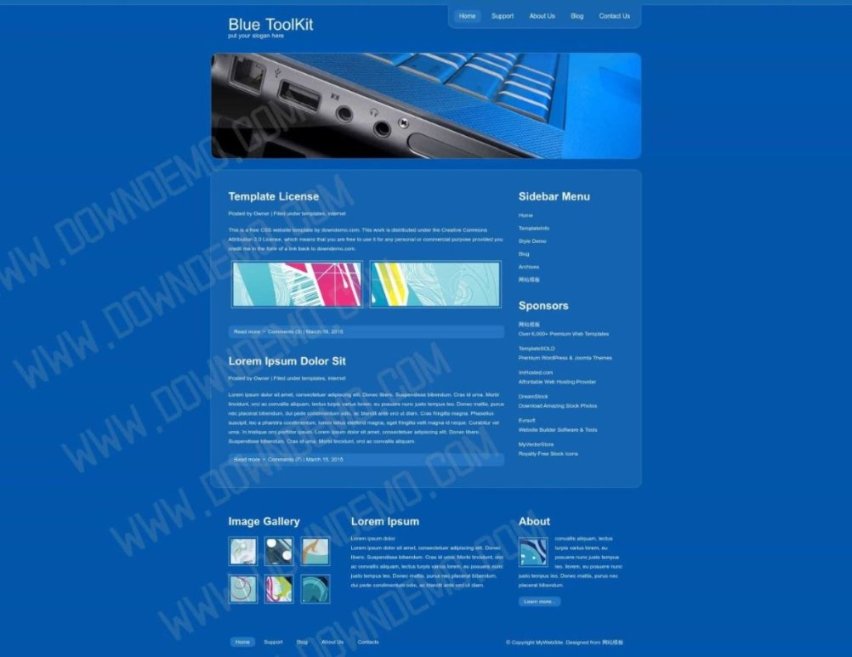 Blue ToolKit
put your slogan here
Home Support About Us Blog Contact Us
Template License
Posted by Owner | Filed under templates, internet
This is a free CSS website template by downdemo.com. This work is distributed under the Creative Commons
Attribution 3.0 License, which means that you are free to use it for any personal or commercial purpose provided you
credit me in the form of a link back to downdemo.com.
Read more • Comments (3) | March 16, 2015
Lorem Ipsum Dolor Sit
Posted by Owner | Filed under templates, internet
Lorem ipsum dolor sit amet, consectetuer adipiscing elit. Donec libero. Suspendisse bibendum. Cras id urna. Morbi
tincidunt, orci ac convallis aliquam, lectus turpis varius lorem, eu posuere nunc justo tempus leo. Donec mattis, purus
nec placerat bibendum, dui pede condimentum odio, ac blandit ante orci ut diam. Cras fringilla magna. Phasellus
suscipit, leo a pharetra condimentum, lorem tellus eleifend magna, eget fringilla velit magna id neque. Curabitur vel
urna. In tristique orci porttitor ipsum. Lorem ipsum dolor sit amet, consectetuer adipiscing elit. Donec libero.
Suspendisse bibendum. Cras id urna. Morbi tincidunt, orci ac convallis aliquam.
Read more • Comments (7) | March 15, 2015
Sidebar Menu
Home
TemplateInfo
Style Demo
Blog
Archives
网站模板
Sponsors
网站模板
Over 6,000+ Premium Web Templates
TemplateSOLD
Premium WordPress & Joomla Themes
ImHosted.com
Affordable Web Hosting Provider
DreamStock
Download Amazing Stock Photos
Evrsoft
Website Builder Software & Tools
MyVectorStore
Royalty Free Stock Icons
Image Gallery
Lorem Ipsum
Lorem ipsum dolor
Lorem ipsum dolor sit amet, consectetuer adipiscing elit. Donec
libero. Suspendisse bibendum. Cras id urna. Morbi tincidunt, orci
ac convallis aliquam, lectus turpis varius lorem, eu posuere nunc
justo tempus leo. Donec mattis, purus nec placerat bibendum,
dui pede condimentum odio, ac blandit ante orci ut diam.
About
convallis aliquam, lectus
turpis varius lorem, eu
posuere nunc justo tempus
leo. Donec mattis, purus nec
placerat bibendum
Learn more...
Home Support Blog About Us Contacts
© Copyright MyWebSite. Designed from 网站模板
WWW.DOWNDEMO.COM
WWW.DOWNDEMO.COM
WWW.DOWNDEMO.COM
WWW.DOWNDEMO.COM
WWW.DOWNDEMO.COM